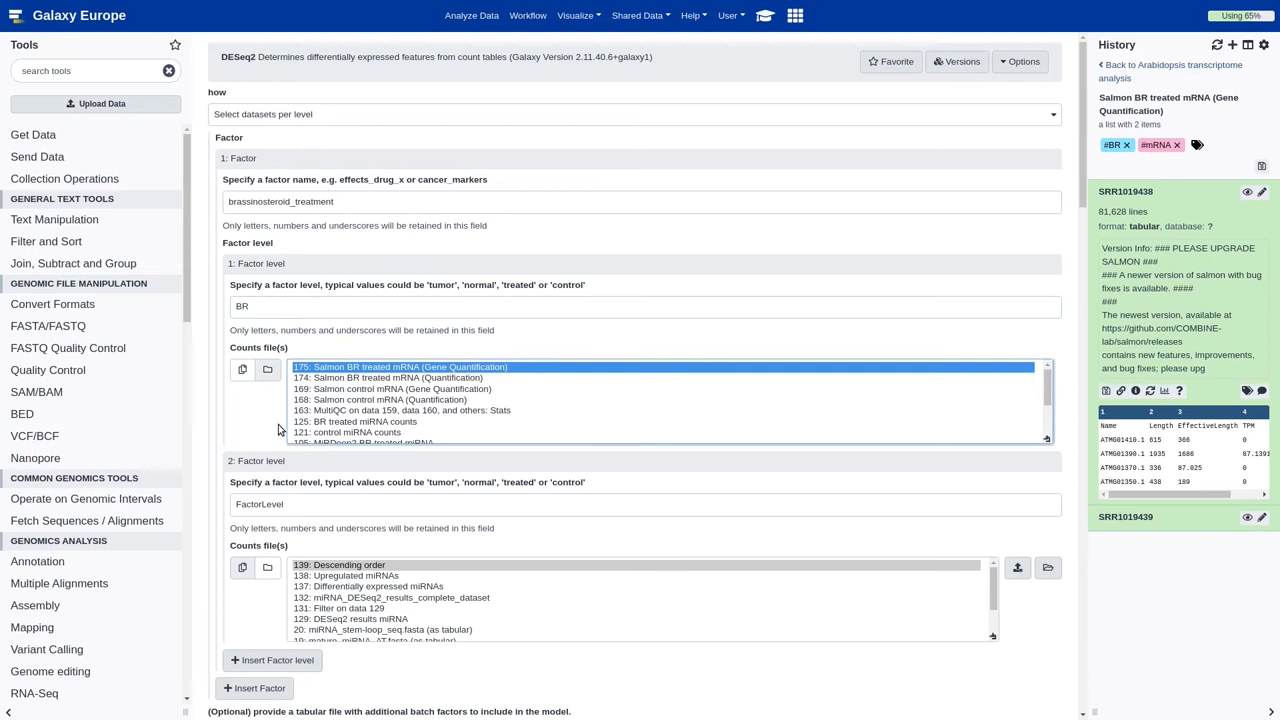 Galaxy Europe
Analyze Data
Workflow
Visualize
Shared Data
Help
User
Using 65%
Tools
search tools
Upload Data
Get Data
Send Data
Collection Operations
GENERAL TEXT TOOLS
Text Manipulation
Filter and Sort
Join, Subtract and Group
GENOMIC FILE MANIPULATION
Convert Formats
FASTA/FASTQ
FASTQ Quality Control
Quality Control
SAM/BAM
BED
VCF/BCF
Nanopore
COMMON GENOMICS TOOLS
Operate on Genomic Intervals
Fetch Sequences / Alignments
GENOMICS ANALYSIS
Annotation
Multiple Alignments
Assembly
Mapping
Variant Calling
Genome editing
RNA-Seq
DESeq2 Determines differentially expressed features from count tables (Galaxy Version 2.11.40.6+galaxy1)
Favorite
Versions
Options
how
Select datasets per level
Factor
1: Factor
Specify a factor name, e.g. effects_drug_x or cancer_markers
brassinosteroid_treatment
Only letters, numbers and underscores will be retained in this field
Factor level
1: Factor level
Specify a factor level, typical values could be 'tumor', 'normal', 'treated' or 'control'
BR
Only letters, numbers and underscores will be retained in this field
Counts file(s)
175: Salmon BR treated mRNA (Gene Quantification)
174: Salmon BR treated mRNA (Quantification)
169: Salmon control mRNA (Gene Quantification)
168: Salmon control mRNA (Quantification)
163: MultiQC on data 159, data 160, and others: Stats
125: BR treated miRNA counts
121: control miRNA counts
105: MiRDeep2 BR treated miRNA
2: Factor level
Specify a factor level, typical values could be 'tumor', 'normal', 'treated' or 'control'
FactorLevel
Only letters, numbers and underscores will be retained in this field
Counts file(s)
139: Descending order
138: Upregulated miRNAs
137: Differentially expressed miRNAs
132: miRNA_DESeq2_results_complete_dataset
131: Filter on data 129
129: DESeq2 results miRNA
20: miRNA_stem-loop_seq.fasta (as tabular)
19: mature_miRNA_AT.fasta (as tabular)
Insert Factor level
Insert Factor
(Optional) provide a tabular file with additional batch factors to include in the model.
History
Back to Arabidopsis transcriptome
analysis
Salmon BR treated mRNA (Gene
Quantification)
a list with 2 items
#BR
#mRNA
SRR1019438
81,628 lines
format: tabular, database: ?
Version Info: ### PLEASE UPGRADE
SALMON ###
### A newer version of salmon with bug
fixes is available. ####
###
The newest version, available at
https://github.com/COMBINE-
lab/salmon/releases
contains new features, improvements,
and bug fixes; please upg
1 2 3 4
Name Length EffectiveLength TPM
ATMG01410.1 615 366 0
ATMG01390.1 1935 1686 87.1391
ATMG01370.1 336 87.025 0
ATMG01350.1 438 189 0
SRR1019439